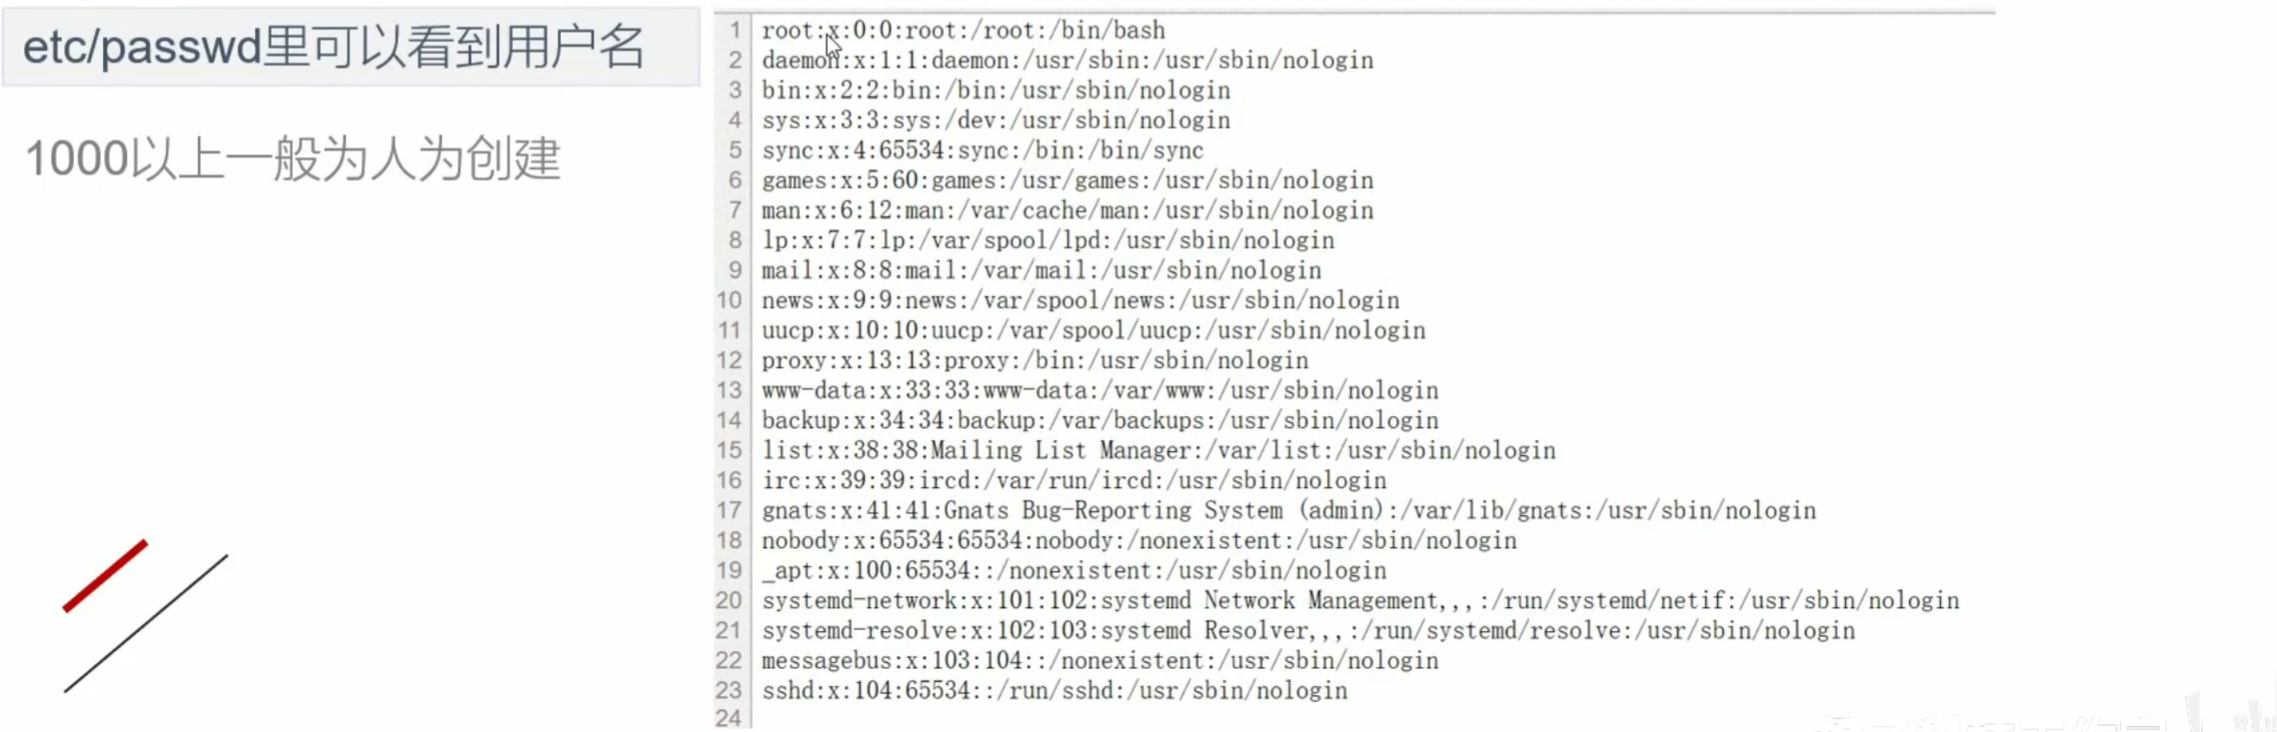 etc/passwd里可以看到用户名
1000以上一般为人为创建
1 root:x:0:0:root:/root:/bin/bash
2 daemon:x:1:1:daemon:/usr/sbin:/usr/sbin/nologin
3 bin:x:2:2:bin:/bin:/usr/sbin/nologin
4 sys:x:3:3:sys:/dev:/usr/sbin/nologin
5 sync:x:4:65534:sync:/bin:/bin/sync
6 games:x:5:60:games:/usr/games:/usr/sbin/nologin
7 man:x:6:12:man:/var/cache/man:/usr/sbin/nologin
8 lp:x:7:7:lp:/var/spool/lpd:/usr/sbin/nologin
9 mail:x:8:8:mail:/var/mail:/usr/sbin/nologin
10 news:x:9:9:news:/var/spool/news:/usr/sbin/nologin
11 uucp:x:10:10:uucp:/var/spool/uucp:/usr/sbin/nologin
12 proxy:x:13:13:proxy:/bin:/usr/sbin/nologin
13 www-data:x:33:33:www-data:/var/www:/usr/sbin/nologin
14 backup:x:34:34:backup:/var/backups:/usr/sbin/nologin
15 list:x:38:38:Mailing List Manager:/var/list:/usr/sbin/nologin
16 irc:x:39:39:ircd:/var/run/ircd:/usr/sbin/nologin
17 gnats:x:41:41:Gnats Bug-Reporting System (admin):/var/lib/gnats:/usr/sbin/nologin
18 nobody:x:65534:65534:nobody:/nonexistent:/usr/sbin/nologin
19 _apt:x:100:65534::/nonexistent:/usr/sbin/nologin
20 systemd-network:x:101:102:systemd Network Management,,,:/run/systemd/netif:/usr/sbin/nologin
21 systemd-resolve:x:102:103:systemd Resolver,,,:/run/systemd/resolve:/usr/sbin/nologin
22 messagebus:x:103:104::/nonexistent:/usr/sbin/nologin
23 sshd:x:104:65534::/run/sshd:/usr/sbin/nologin
24